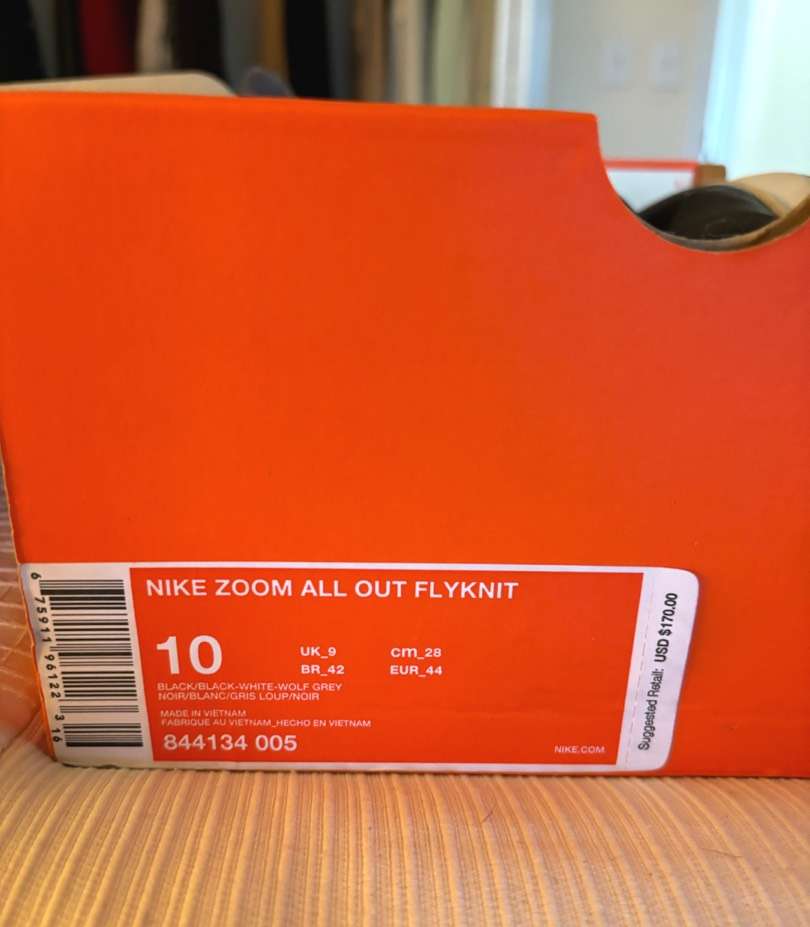 NIKE ZOOM ALL OUT FLYKNIT
10
UK_9 cm_28
BR_42 EUR_44
BLACK/BLACK-WHITE-WOLF GREY
NOIR/BLANC/GRIS LOUP/NOIR
MADE IN VIETNAM
FABRIQUE AU VIETNAM_HECHO EN VIETNAM
844134 005
NIKE.COM
Suggested Retail: USD $170.00
6 75911 96122 3 16